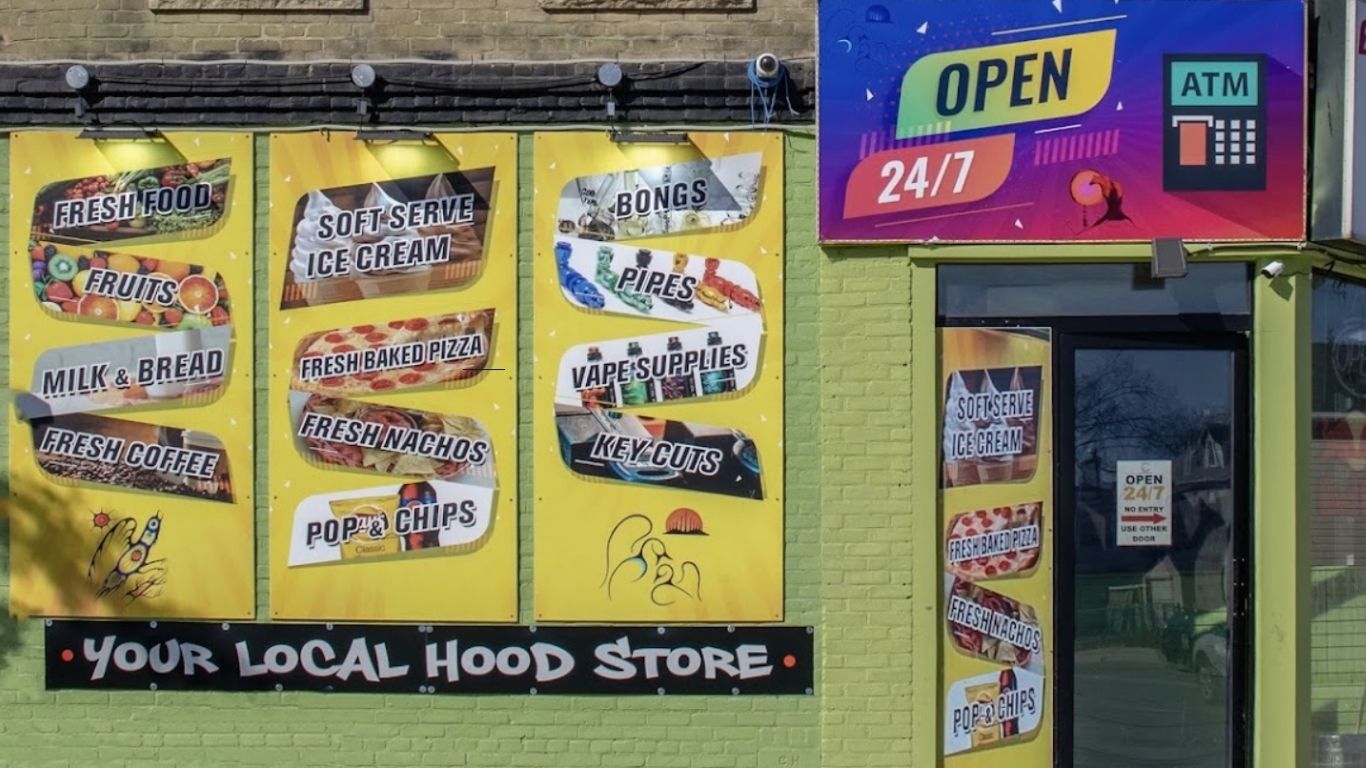 FRESH FOOD
FRUITS
MILK & BREAD
FRESH COFFEE
SOFT SERVE
ICE CREAM
FRESH BAKED PIZZA
FRESH NACHOS
POP & CHIPS
Classic
BONGS
PIPES
VAPE SUPPLIES
KEY CUTS
• YOUR LOCAL HOOD STORE •
OPEN
24/7
ATM
SOFT SERVE
ICE CREAM
FRESH BAKED PIZZA
FRESH NACHOS
POP & CHIPS
Classic
OPEN
24/7
NO ENTRY
USE OTHER
DOOR